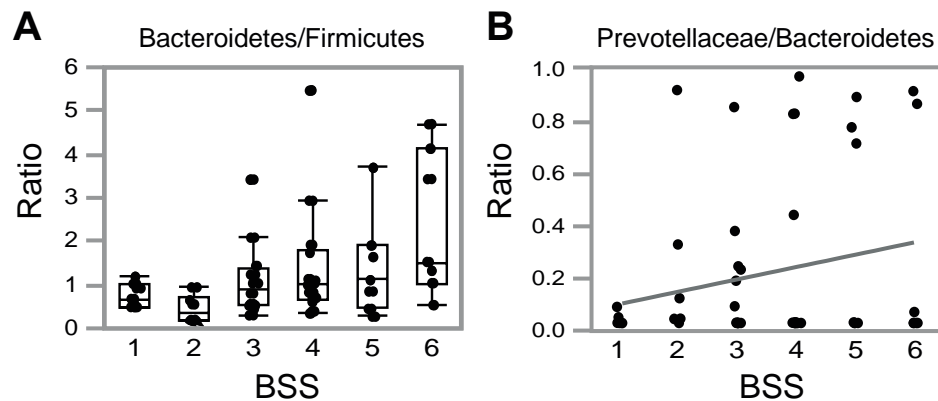 A Bacteroidetes/Firmicutes
6
5
4
3
2
1
0
Ratio
1 2 3 4 5 6
BSS
B Prevotellaceae/Bacteroidetes
1.0
0.8
0.6
0.4
0.2
0.0
Ratio
1 2 3 4 5 6
BSS